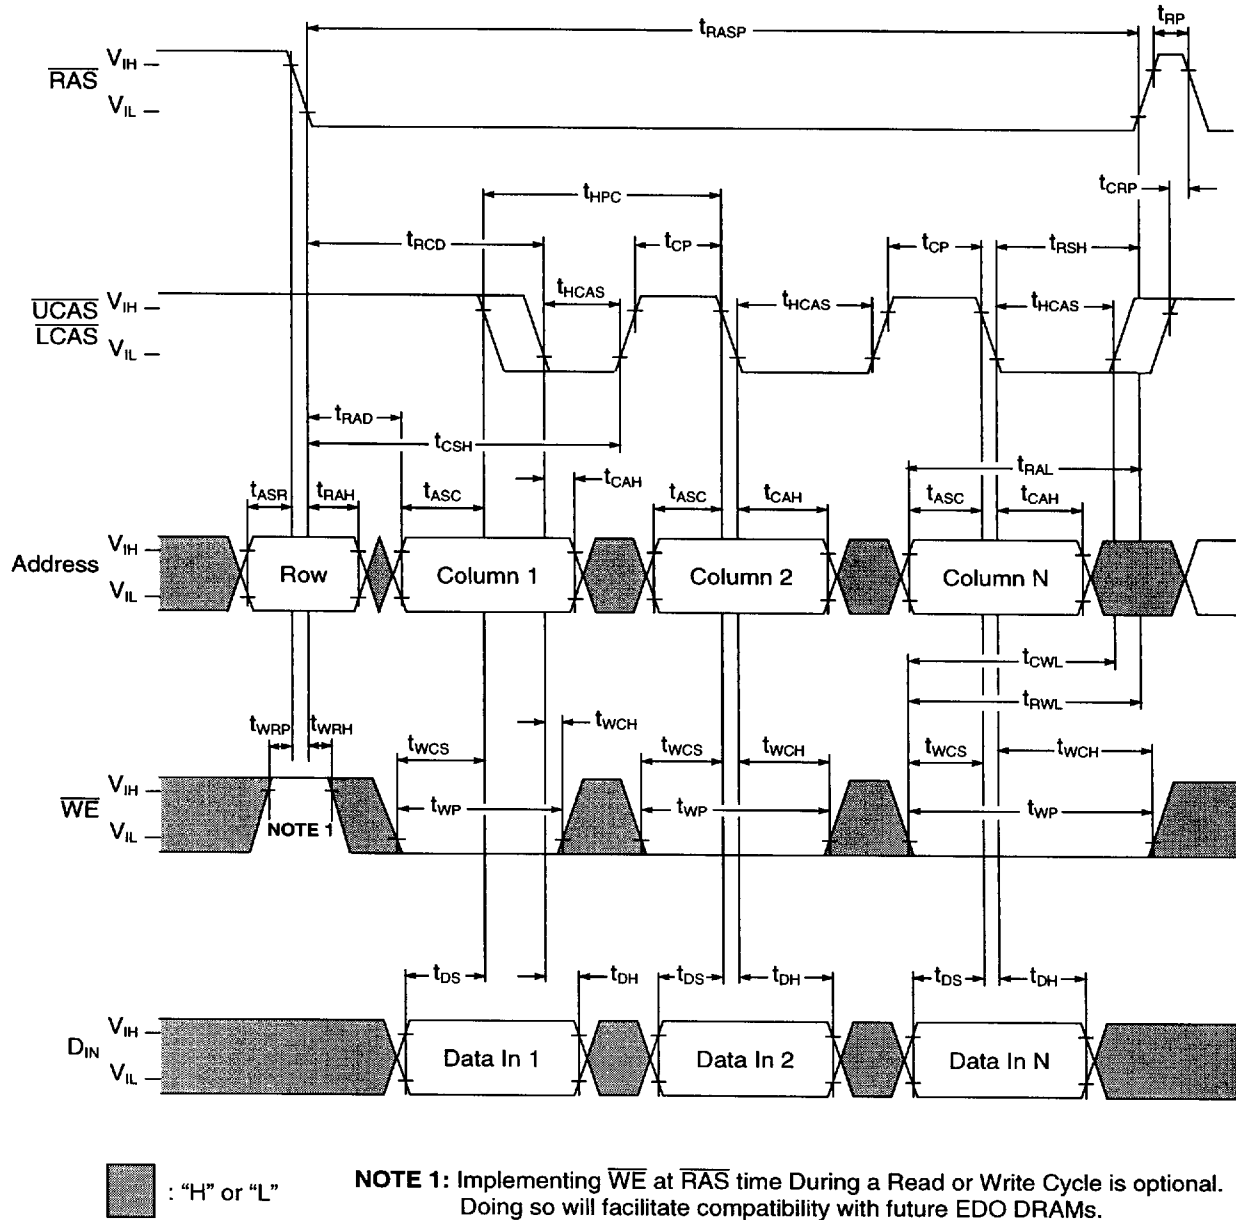 tRASP tRP
VIH
RAS
VIL
tCRP
tHPC
tRCD tCP tCP tRSH
tHCAS tHCAS tHCAS
UCAS VIH
LCAS
VIL
tRAD
tCSH
tRAL
tASR tRAH tASC tCAH tASC tCAH tASC tCAH
VIH
Address Row Column 1 Column 2 Column N
VIL
tCWL
tRWL
tWRP tWRH tWCS tWCH tWCS tWCH tWCS tWCH
VIH
WE
tWP tWP tWP
VIL NOTE 1
tDS tDH tDS tDH tDS tDH
VIH
DIN Data In 1 Data In 2 Data In N
VIL
: “H” or “L”
NOTE 1: Implementing WE at RAS time During a Read or Write Cycle is optional.
Doing so will facilitate compatibility with future EDO DRAMs.